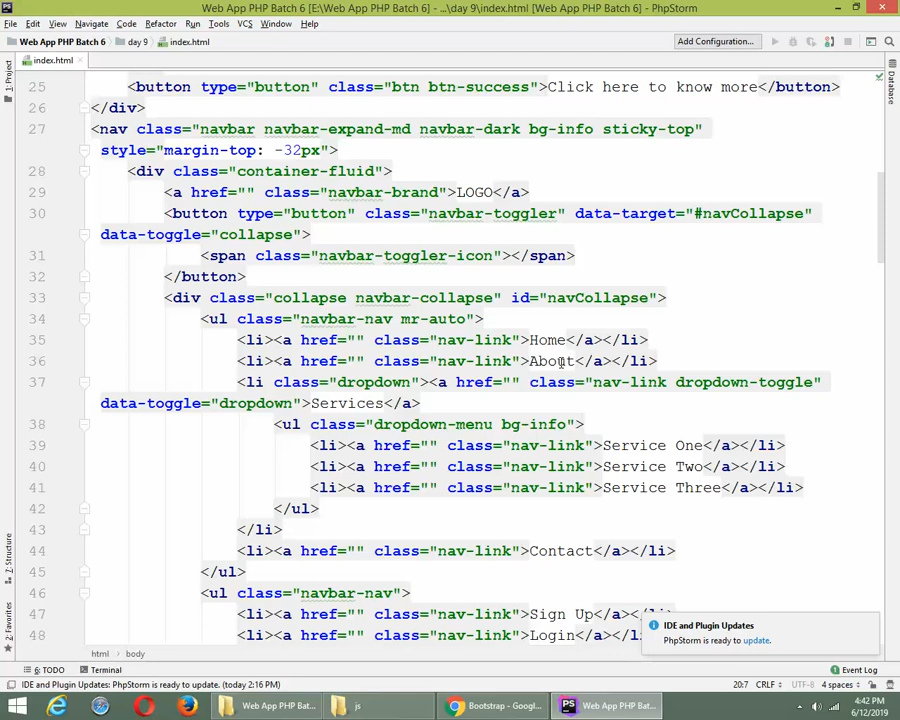 Web App PHP Batch 6 [E:\Web App PHP Batch 6] - ...\day 9\index.html [Web App PHP Batch 6] - PhpStorm
File Edit View Navigate Code Refactor Run Tools VCS Window Help
Web App PHP Batch 6 day 9 index.html Add Configuration...
index.html
1: Project
Database
25 <button type="button" class="btn btn-success">Click here to know more</button>
26 </div>
27 <nav class="navbar navbar-expand-md navbar-dark bg-info sticky-top"
style="margin-top: -32px">
28 <div class="container-fluid">
29 <a href="" class="navbar-brand">LOGO</a>
30 <button type="button" class="navbar-toggler" data-target="#navCollapse"
data-toggle="collapse">
31 <span class="navbar-toggler-icon"></span>
32 </button>
33 <div class="collapse navbar-collapse" id="navCollapse">
34 <ul class="navbar-nav mr-auto">
35 <li><a href="" class="nav-link">Home</a></li>
36 <li><a href="" class="nav-link">About</a></li>
37 <li class="dropdown"><a href="" class="nav-link dropdown-toggle"
data-toggle="dropdown">Services</a>
38 <ul class="dropdown-menu bg-info">
39 <li><a href="" class="nav-link">Service One</a></li>
40 <li><a href="" class="nav-link">Service Two</a></li>
41 <li><a href="" class="nav-link">Service Three</a></li>
42 </ul>
43 </li>
44 <li><a href="" class="nav-link">Contact</a></li>
45 </ul>
46 <ul class="navbar-nav">
47 <li><a href="" class="nav-link">Sign Up</a></li>
48 <li><a href="" class="nav-link">Login</a></li>
7: Structure
2: Favorites
IDE and Plugin Updates
PhpStorm is ready to update.
html body
6: TODO Terminal Event Log
IDE and Plugin Updates: PhpStorm is ready to update. (today 2:16 PM) 20:7 CRLF UTF-8 4 spaces
Web App PHP Bat... js Bootstrap - Googl... Web App PHP Bat... 4:42 PM
6/12/2019